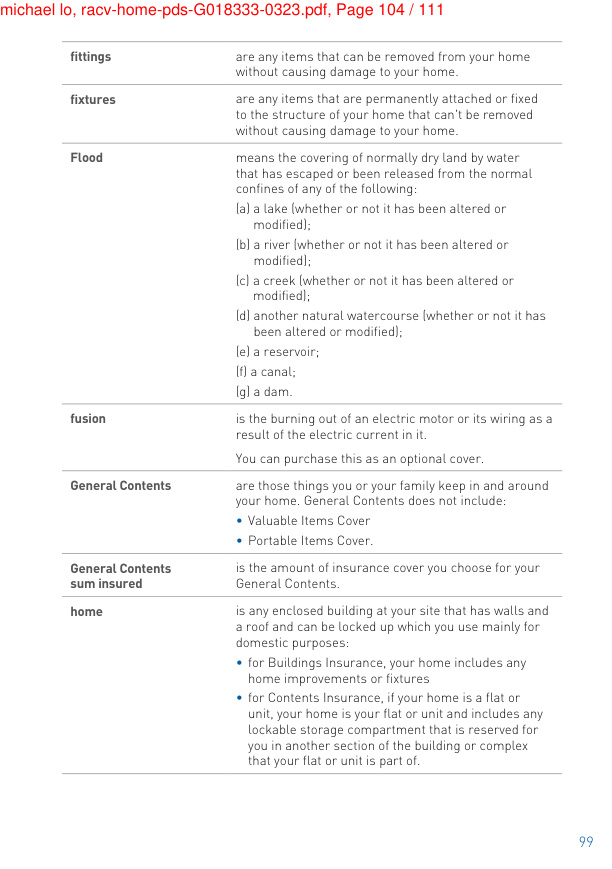 michael lo, racv-home-pds-G018333-0323.pdf, Page 104 / 111
fittings
are any items that can be removed from your home
without causing damage to your home.
fixtures
are any items that are permanently attached or fixed
to the structure of your home that can't be removed
without causing damage to your home.
Flood
means the covering of normally dry land by water
that has escaped or been released from the normal
confines of any of the following:
(a) a lake (whether or not it has been altered or
modified);
(b) a river (whether or not it has been altered or
modified);
(c) a creek (whether or not it has been altered or
modified);
(d) another natural watercourse (whether or not it has
been altered or modified);
(e) a reservoir;
(f) a canal;
(g) a dam.
fusion
is the burning out of an electric motor or its wiring as a
result of the electric current in it.
You can purchase this as an optional cover.
General Contents
are those things you or your family keep in and around
your home. General Contents does not include:
• Valuable Items Cover
• Portable Items Cover.
General Contents
sum insured
is the amount of insurance cover you choose for your
General Contents.
home
is any enclosed building at your site that has walls and
a roof and can be locked up which you use mainly for
domestic purposes:
• for Buildings Insurance, your home includes any
home improvements or fixtures
• for Contents Insurance, if your home is a flat or
unit, your home is your flat or unit and includes any
lockable storage compartment that is reserved for
you in another section of the building or complex
that your flat or unit is part of.
99